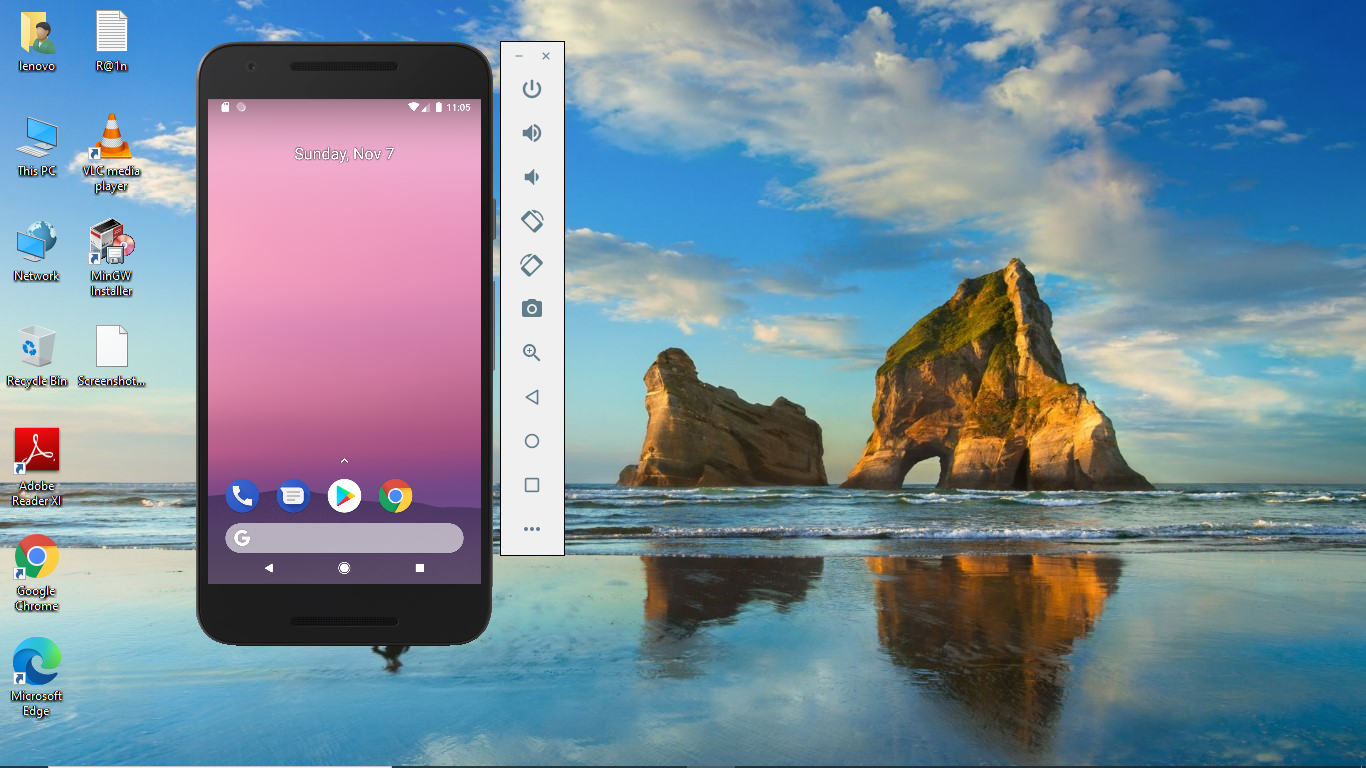 lenovo
R@1n
This PC
VLC media
player
Network
MinGW
Installer
Recycle Bin
Screenshot...
Adobe
Reader XI
Google
Chrome
Microsoft
Edge
11:05
Sunday, Nov 7
G